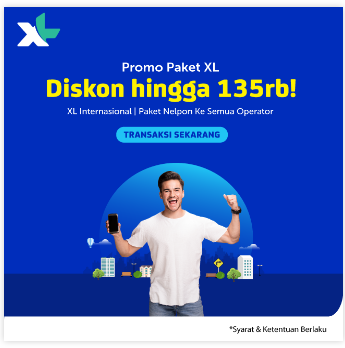 XL
Promo Paket XL
Diskon hingga 135rb!
XL Internasional | Paket Nelpon Ke Semua Operator
TRANSAKSI SEKARANG
*Syarat & Ketentuan Berlaku